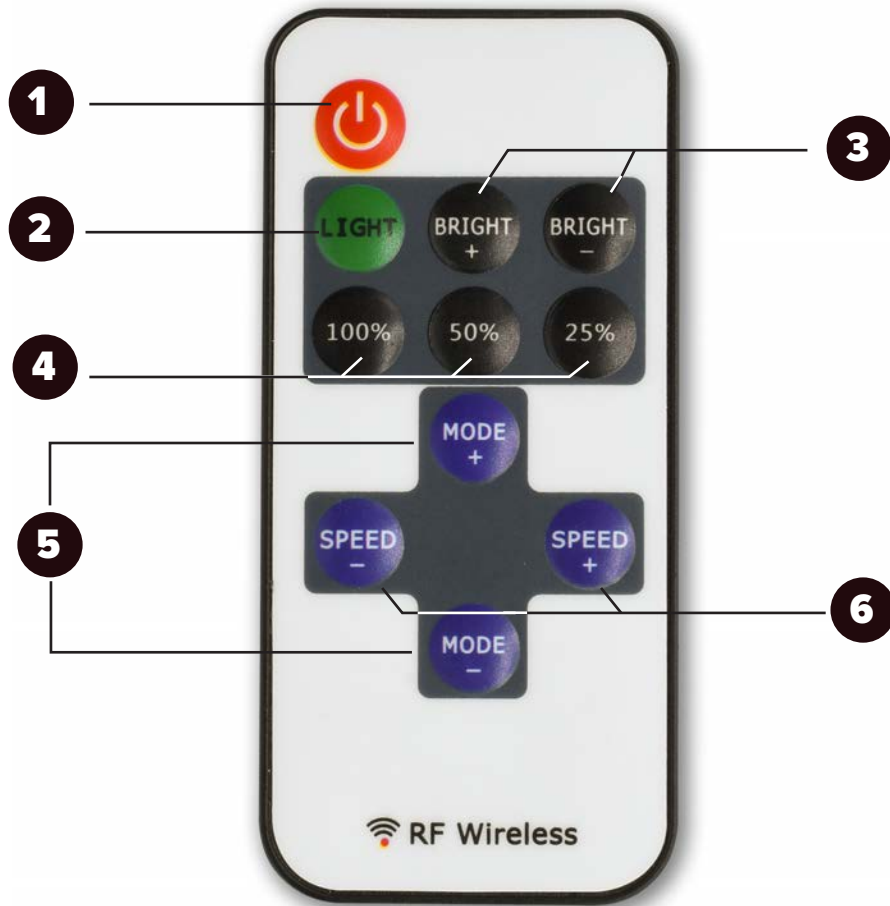 1
2
3
LIGHT
BRIGHT
+
BRIGHT
−
4
100%
50%
25%
MODE
+
5
SPEED
−
SPEED
+
6
MODE
−
RF Wireless